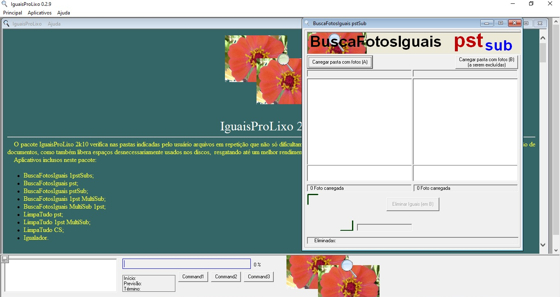 IguaisProLixo 0.2.9
Principal Aplicativos Ajuda
IguaisProLixo Ajuda
BuscaFotosIguais pstSub
BuscaFotosIguais pst sub
Carregar pasta com fotos (A)
Carregar pasta com fotos (B)
(a serem excluídas)
IguaisProLixo 2
O pacote IguaisProLixo 2k10 verifica nas pastas indicadas pelo usuário arquivos em repetição que não só dificultam
documentos, como também libera espaços desnecessariamente usados nos discos, resgatando até um melhor rendimen
Aplicativos inclusos neste pacote:
BuscaFotosIguais 1pstSubs;
BuscaFotosIguais pst;
BuscaFotosIguais pstSub;
BuscaFotosIguais 1pst MultiSub;
BuscaFotosIguais MultiSub 1pst;
LimpaTudo pst;
LimpaTudo 1pst MultiSub;
LimpaTudo CS;
Igualador.
0 Foto carregada
0 Foto carregada
Elimina Iguais (em B)
Eliminadas:
0 %
Início:
Previsão:
Término:
Command1 Command2 Command3